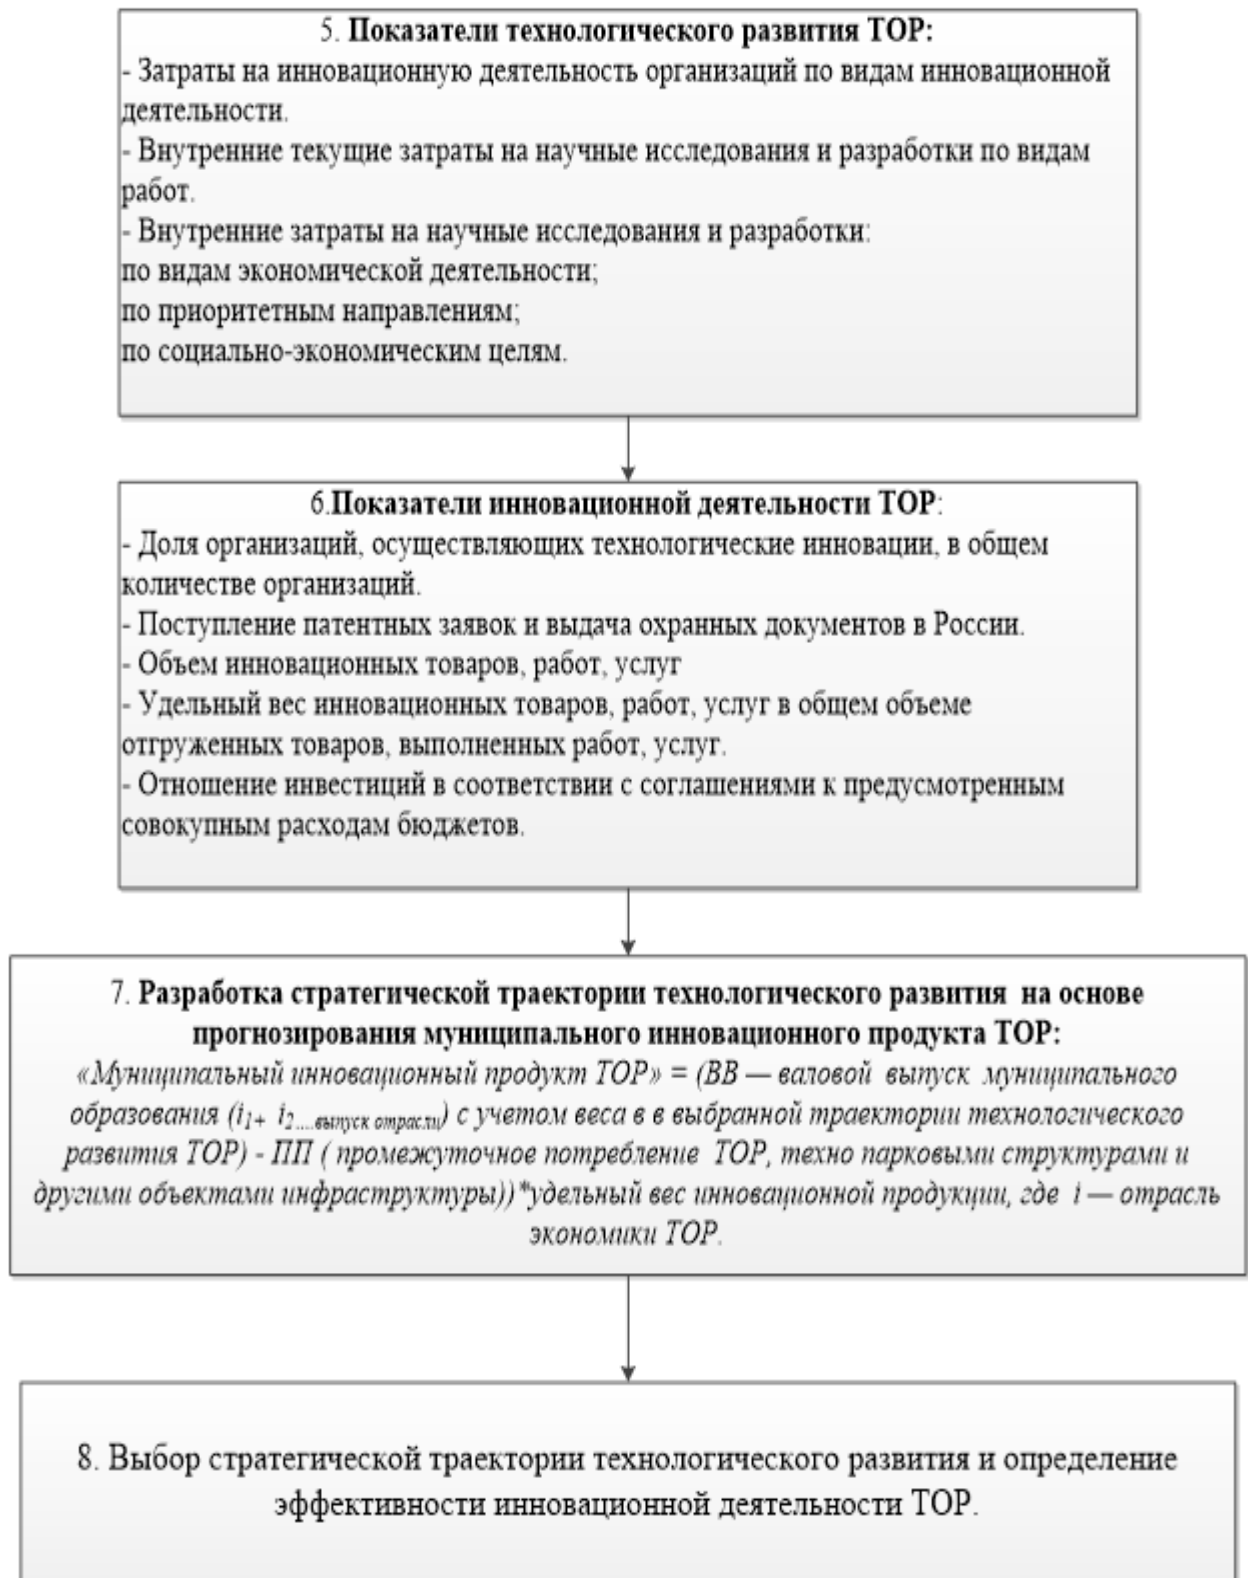 5. Показатели технологического развития ТОР:
- Затраты на инновационную деятельность организаций по видам инновационной
деятельности.
- Внутренние текущие затраты на научные исследования и разработки по видам
работ.
- Внутренние затраты на научные исследования и разработки:
по видам экономической деятельности;
по приоритетным направлениям;
по социально-экономическим целям.
6.Показатели инновационной деятельности ТОР:
- Доля организаций, осуществляющих технологические инновации, в общем
количестве организаций.
- Поступление патентных заявок и выдача охранных документов в России.
- Объем инновационных товаров, работ, услуг
- Удельный вес инновационных товаров, работ, услуг в общем объеме
отгруженных товаров, выполненных работ, услуг.
- Отношение инвестиций в соответствии с соглашениями к предусмотренным
совокупным расходам бюджетов.
7. Разработка стратегической траектории технологического развития на основе
прогнозирования муниципального инновационного продукта ТОР:
«Муниципальный инновационный продукт ТОР» = (ВВ — валовой выпуск муниципального
образования (i1+ i2....выпуск отрасли) с учетом веса в в выбранной траектории технологического
развития ТОР) - ПП ( промежуточное потребление ТОР, техно парковыми структурами и
другими объектами инфраструктуры))*удельный вес инновационной продукции, где i — отрасль
экономики ТОР.
8. Выбор стратегической траектории технологического развития и определение
эффективности инновационной деятельности ТОР.